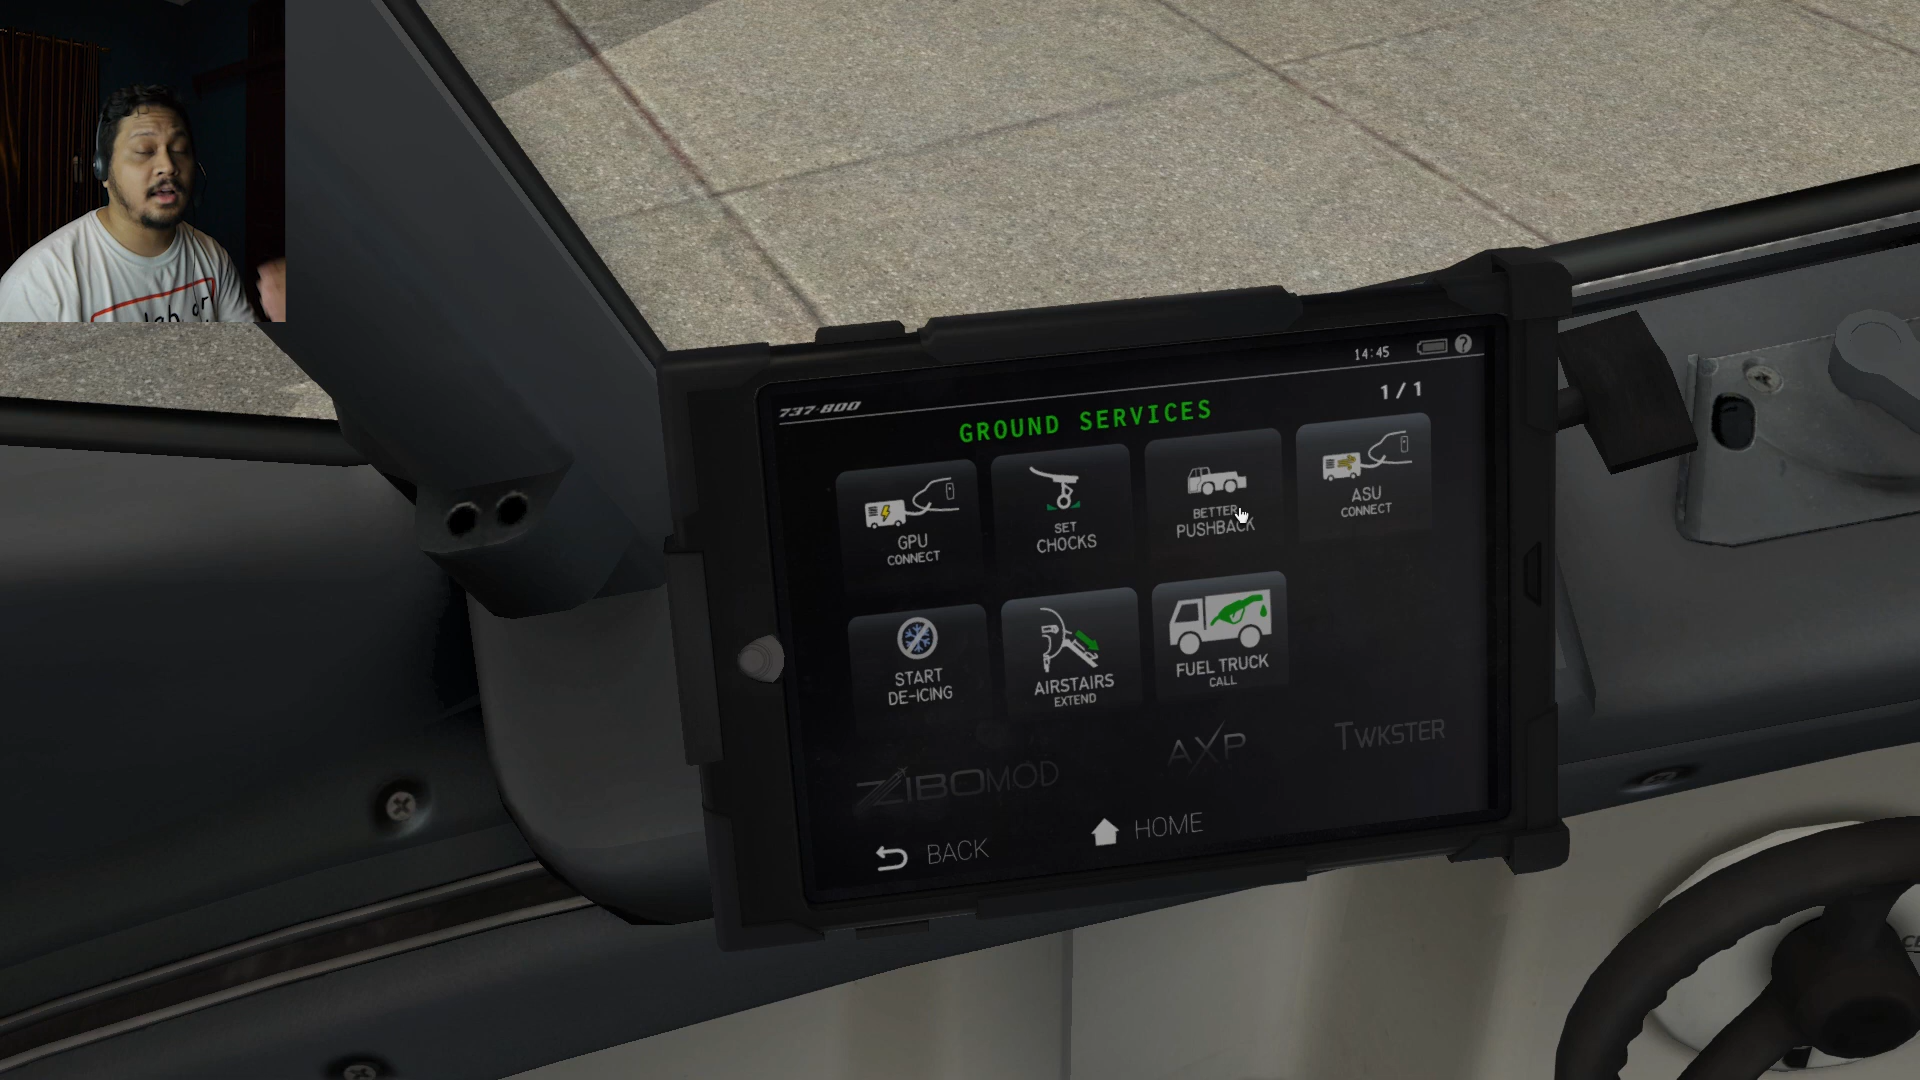 14:45
?
737-800
1/1
GROUND SERVICES
GPU
CONNECT
SET
CHOCKS
BETTER
PUSHBACK
ASU
CONNECT
START
DE-ICING
AIRSTAIRS
EXTEND
FUEL TRUCK
CALL
ZIBOMOD
AXP
TWKSTER
BACK
HOME